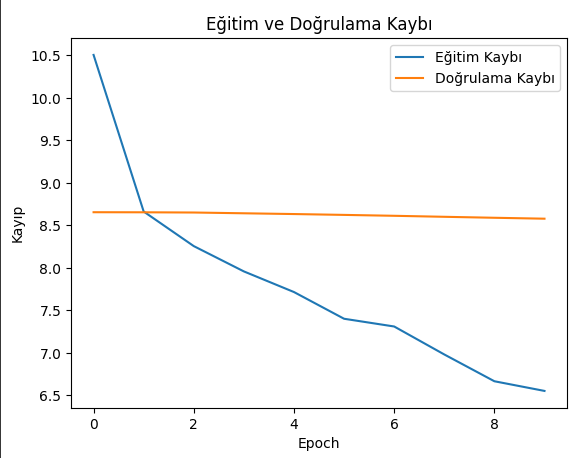 Eğitim ve Doğrulama Kaybı
Eğitim Kaybı
Doğrulama Kaybı
Kayıp
10.5
10.0
9.5
9.0
8.5
8.0
7.5
7.0
6.5
0 2 4 6 8
Epoch